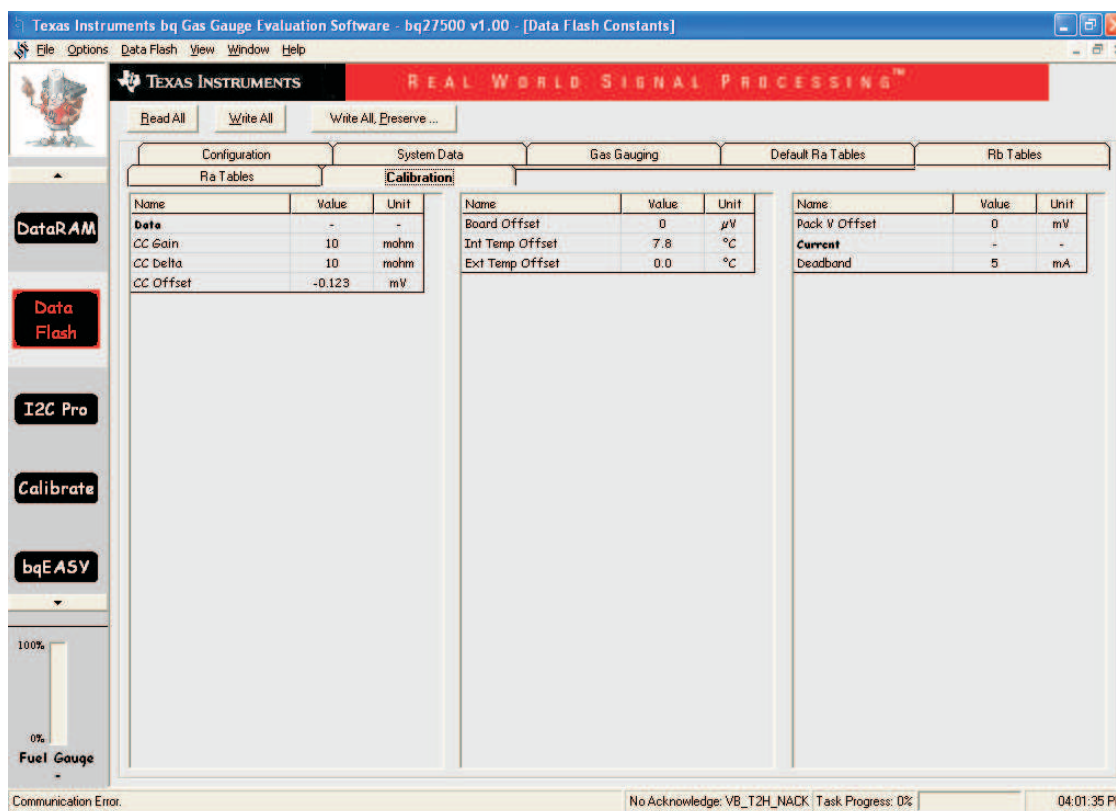 Texas Instruments bq Gas Gauge Evaluation Software - bq27500 v1.00 - [Data Flash Constants]
File Options Data Flash View Window Help
TEXAS INSTRUMENTS REAL WORLD SIGNAL PROCESSING™
Read All Write All Write All, Preserve ...
Configuration System Data Gas Gauging Default Ra Tables Rb Tables
Ra Tables Calibration
Name Value Unit
Data - -
CC Gain 10 mohm
CC Delta 10 mohm
CC Offset -0.123 mV
Name Value Unit
Board Offset 0 µV
Int Temp Offset 7.8 °C
Ext Temp Offset 0.0 °C
Name Value Unit
Pack V Offset 0 mV
Current - -
Deadband 5 mA
DataRAM
Data
Flash
I2C Pro
Calibrate
bqEASY
100%
0%
Fuel Gauge
-
Communication Error. No Acknowledge: VB_T2H_NACK Task Progress: 0% 04:01:35 P